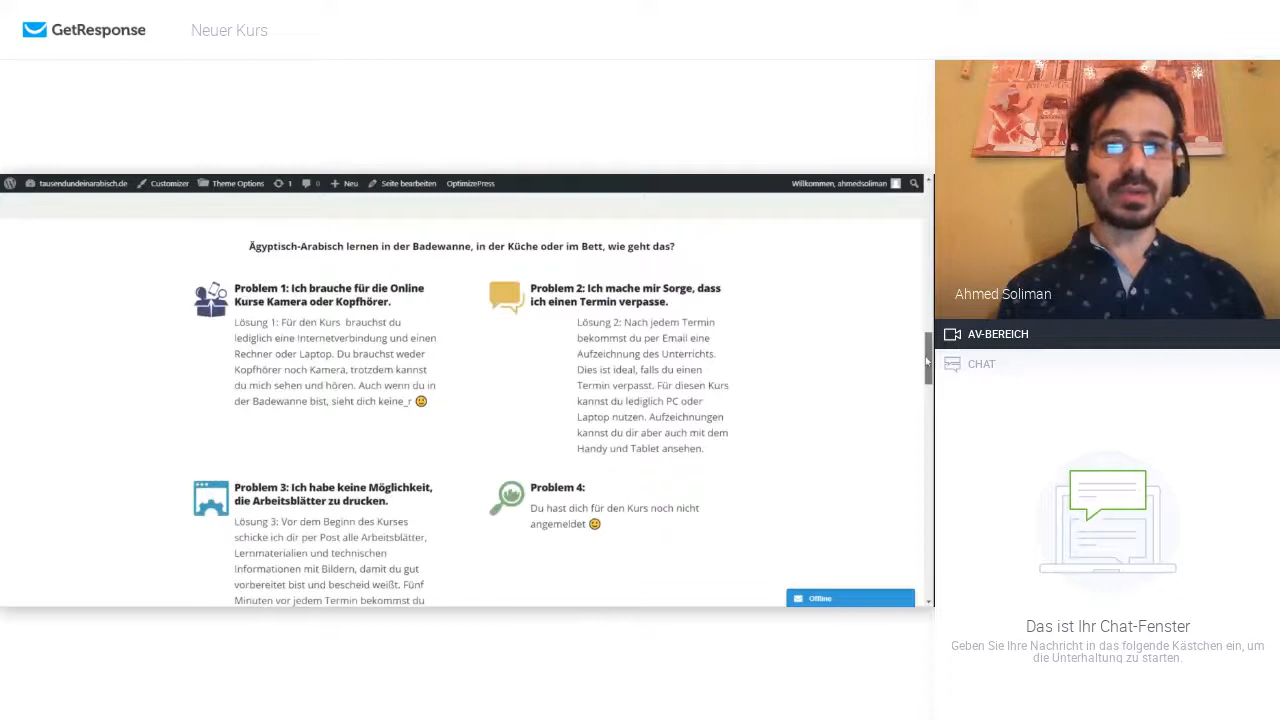 GetResponse
Neuer Kurs
tausendundeinarabisch.de Customizer Theme Options 1 0 Neu Seite bearbeiten OptimizePress Willkommen, ahmedsoliman
Ägyptisch-Arabisch lernen in der Badewanne, in der Küche oder im Bett, wie geht das?
Problem 1: Ich brauche für die Online
Kurse Kamera oder Kopfhörer.
Lösung 1: Für den Kurs brauchst du
lediglich eine Internetverbindung und einen
Rechner oder Laptop. Du brauchst weder
Kopfhörer noch Kamera, trotzdem kannst
du mich sehen und hören. Auch wenn du in
der Badewanne bist, sieht dich keine_r
Problem 2: Ich mache mir Sorge, dass
ich einen Termin verpasse.
Lösung 2: Nach jedem Termin
bekommst du per Email eine
Aufzeichnung des Unterrichts.
Dies ist ideal, falls du einen
Termin verpasst. Für diesen Kurs
kannst du lediglich PC oder
Laptop nutzen. Aufzeichnungen
kannst du dir aber auch mit dem
Handy und Tablet ansehen.
Problem 3: Ich habe keine Möglichkeit,
die Arbeitsblätter zu drucken.
Lösung 3: Vor dem Beginn des Kurses
schicke ich dir per Post alle Arbeitsblätter,
Lernmaterialien und technischen
Informationen mit Bildern, damit du gut
vorbereitet bist und bescheid weißt. Fünf
Minuten vor jedem Termin bekommst du
Problem 4:
Du hast dich für den Kurs noch nicht
angemeldet
Offline
Ahmed Soliman
AV-BEREICH
CHAT
Das ist Ihr Chat-Fenster
Geben Sie Ihre Nachricht in das folgende Kästchen ein, um
die Unterhaltung zu starten.